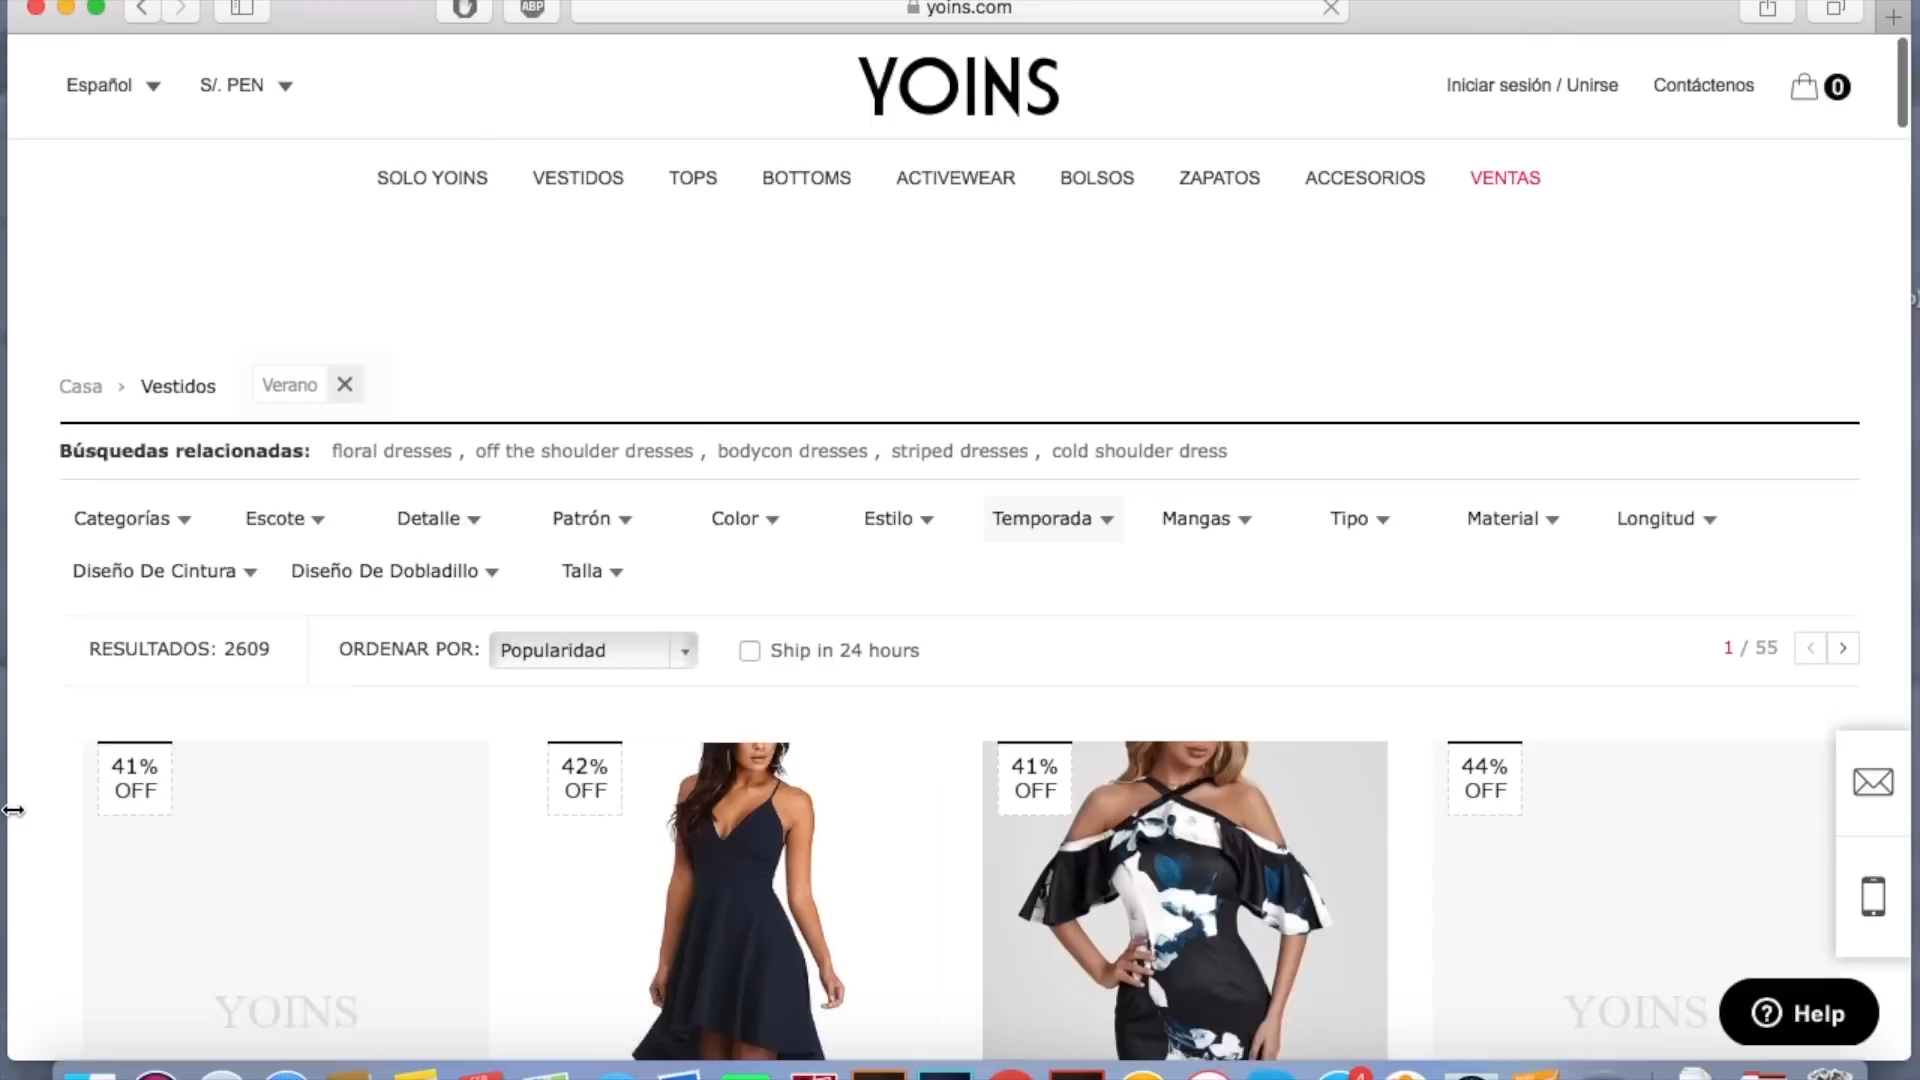 ABP
yoins.com
Español
S/. PEN
YOINS
Iniciar sesión / Unirse
Contáctenos
0
SOLO YOINS
VESTIDOS
TOPS
BOTTOMS
ACTIVEWEAR
BOLSOS
ZAPATOS
ACCESORIOS
VENTAS
Casa › Vestidos
Verano
Búsquedas relacionadas: floral dresses , off the shoulder dresses , bodycon dresses , striped dresses , cold shoulder dress
Categorías
Escote
Detalle
Patrón
Color
Estilo
Temporada
Mangas
Tipo
Material
Longitud
Diseño De Cintura
Diseño De Dobladillo
Talla
RESULTADOS: 2609
ORDENAR POR:
Popularidad
Ship in 24 hours
1 / 55
41%
OFF
42%
OFF
41%
OFF
44%
OFF
YOINS
YOINS
Help
4